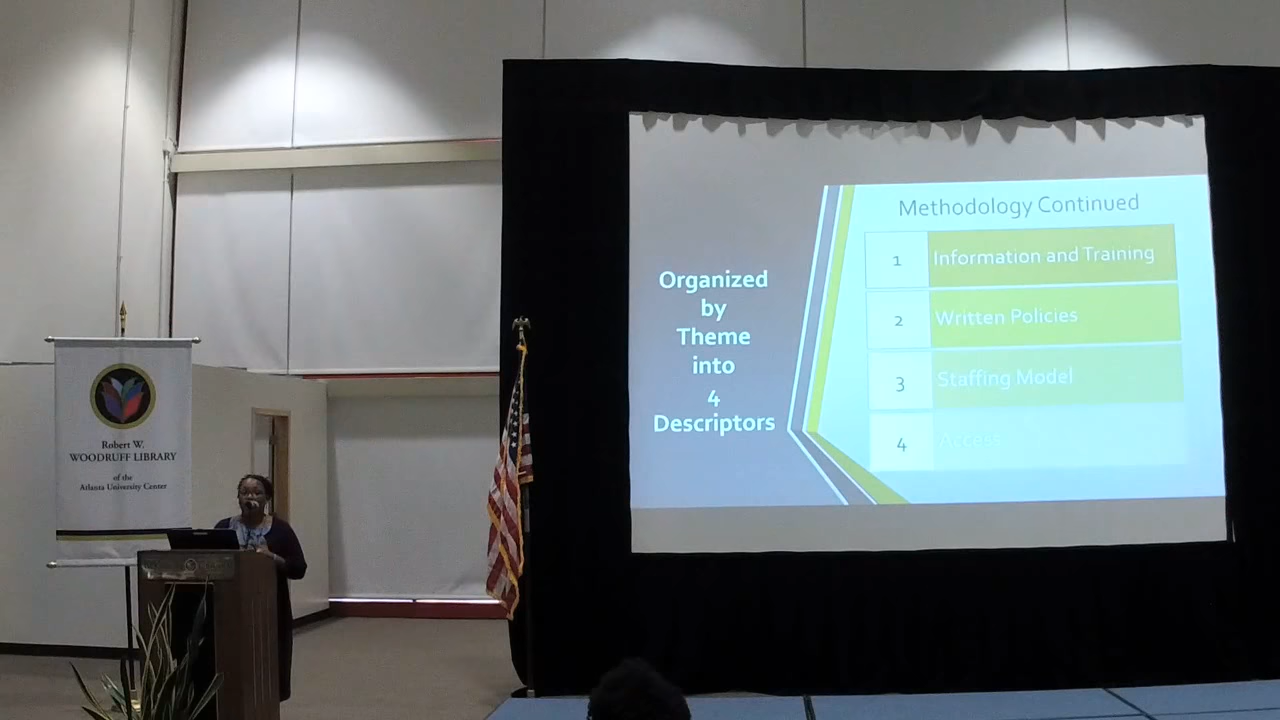 Robert W.
WOODRUFF LIBRARY
of the
Atlanta University Center
Organized
by
Theme
into
4
Descriptors
Methodology Continued
1 Information and Training
2 Written Policies
3 Staffing Model
4 Access